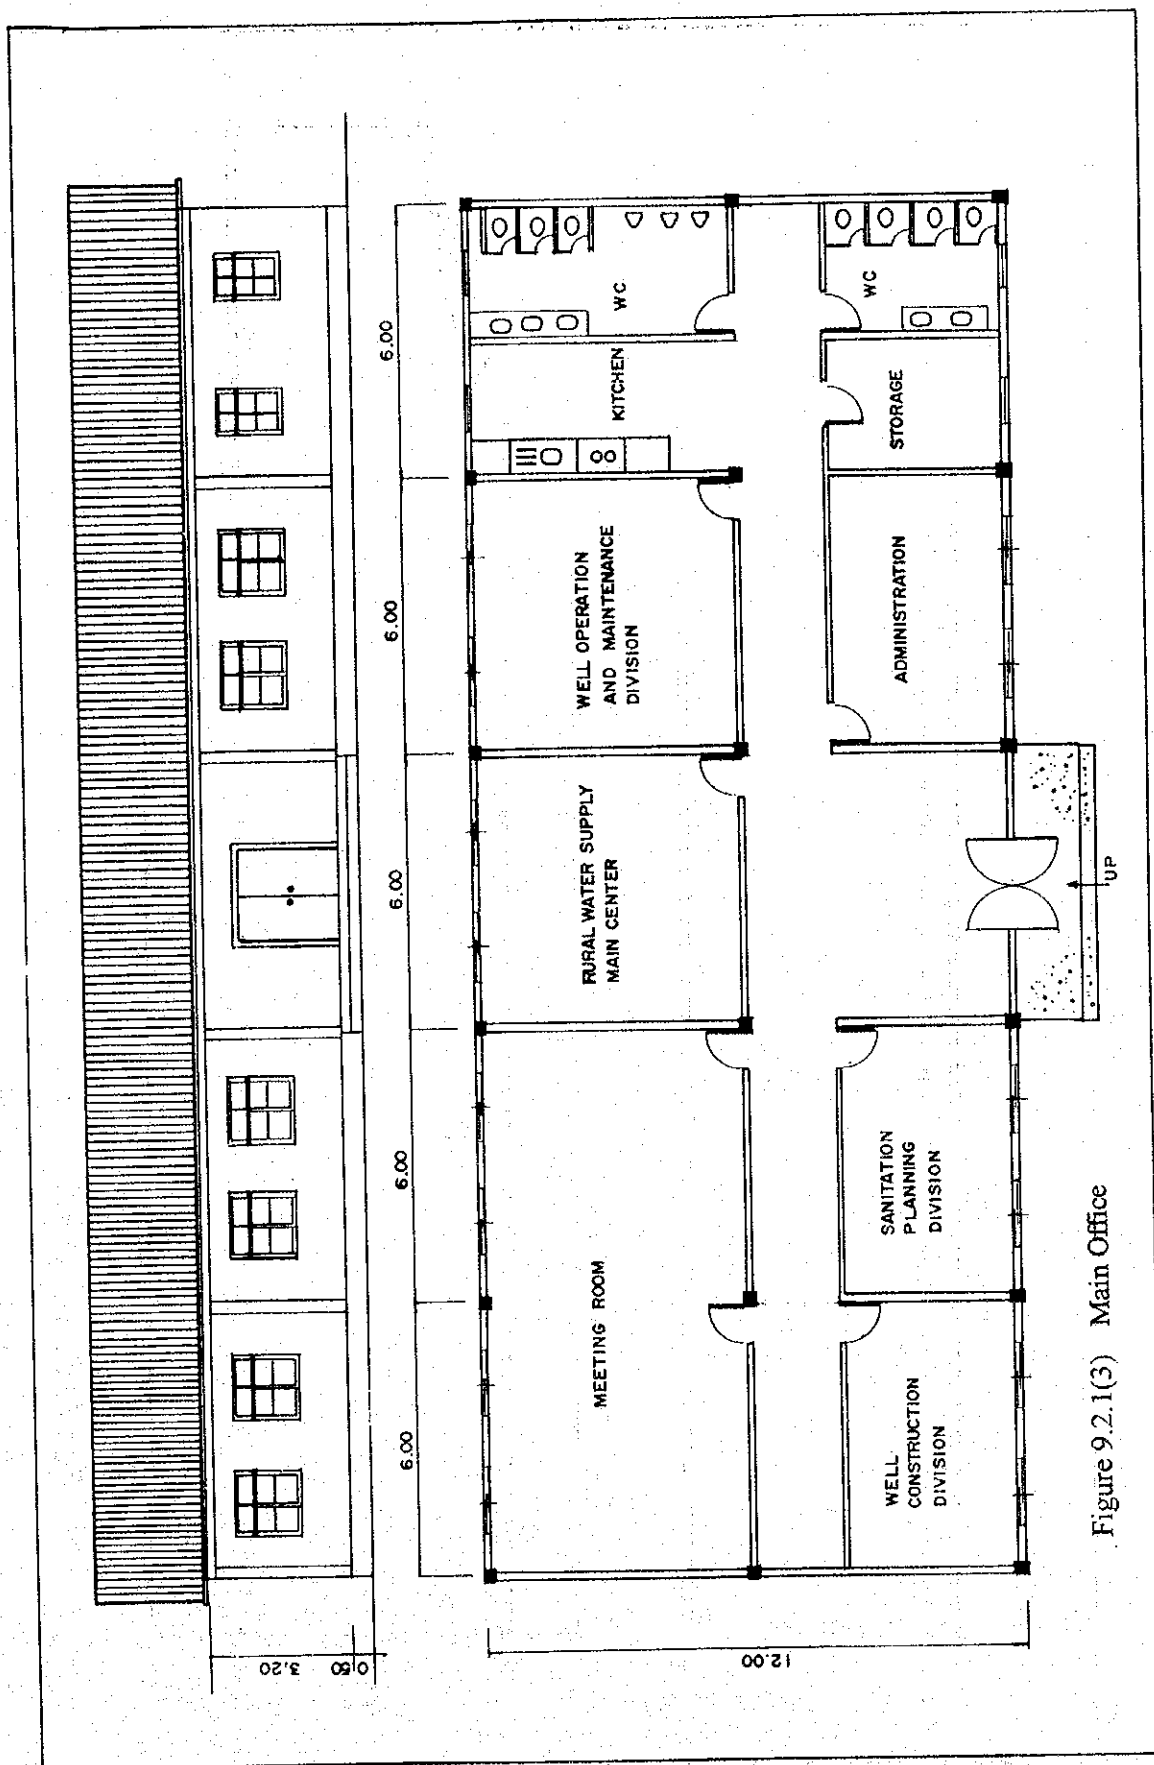 3.20
0.50
6.00
6.00
6.00
6.00
6.00
12.00
MEETING ROOM
RURAL WATER SUPPLY
MAIN CENTER
WELL OPERATION
AND MAINTENANCE
DIVISION
KITCHEN
WC
WELL
CONSTRUCTION
DIVISION
SANITATION
PLANNING
DIVISION
ADMINISTRATION
STORAGE
WC
UP
Figure 9.2.1(3) Main Office